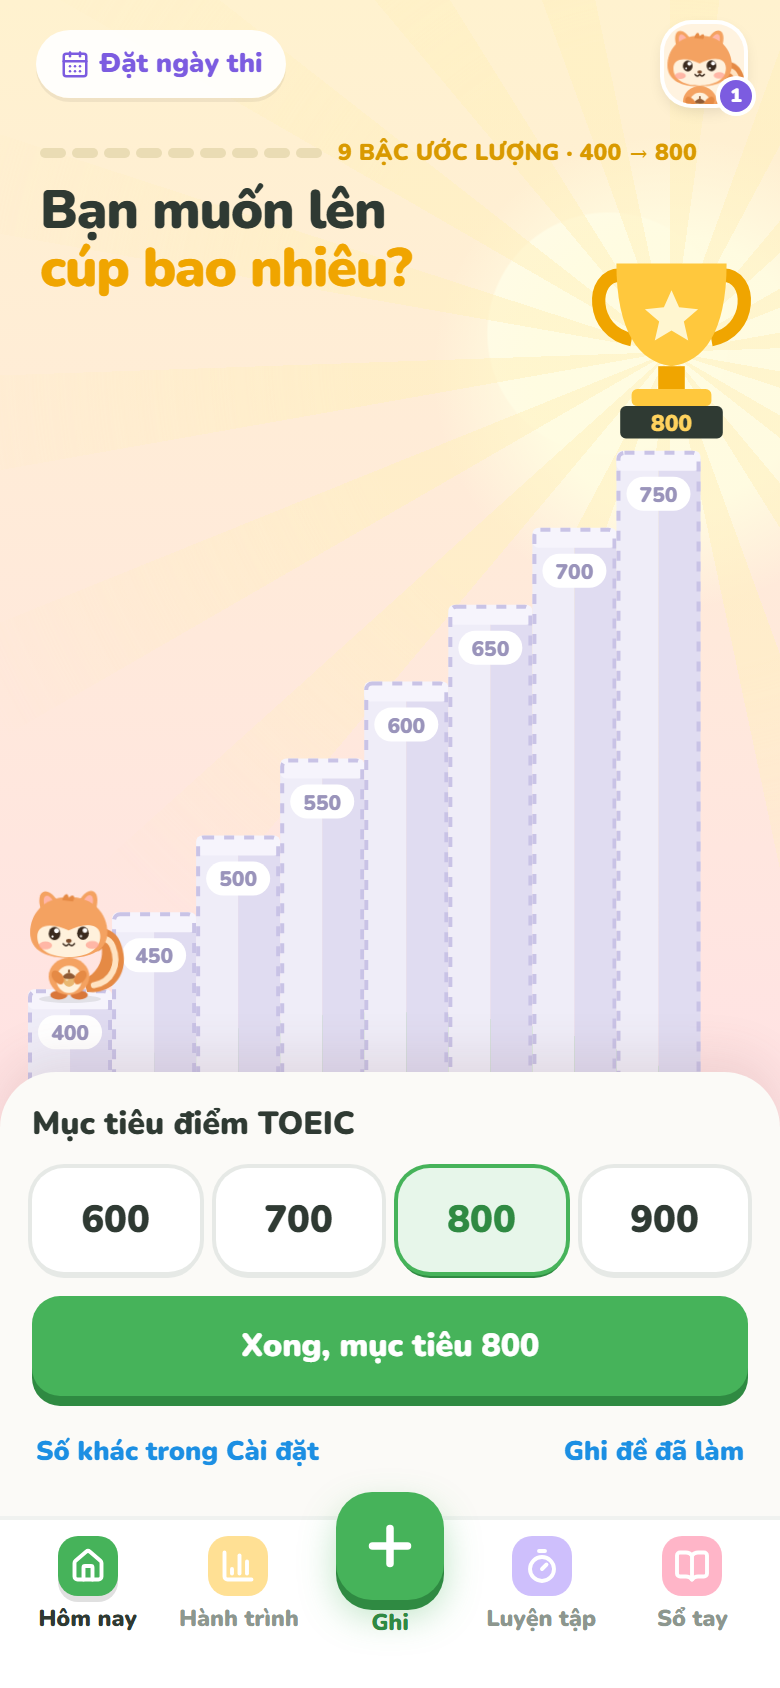 Đặt ngày thi
1
9 BẬC ƯỚC LƯỢNG · 400 → 800
Bạn muốn lên
cúp bao nhiêu?
800
750
700
650
600
550
500
450
400
Mục tiêu điểm TOEIC
600 700 800 900
Xong, mục tiêu 800
Số khác trong Cài đặt Ghi đề đã làm
Hôm nay Hành trình Ghi Luyện tập Sổ tay